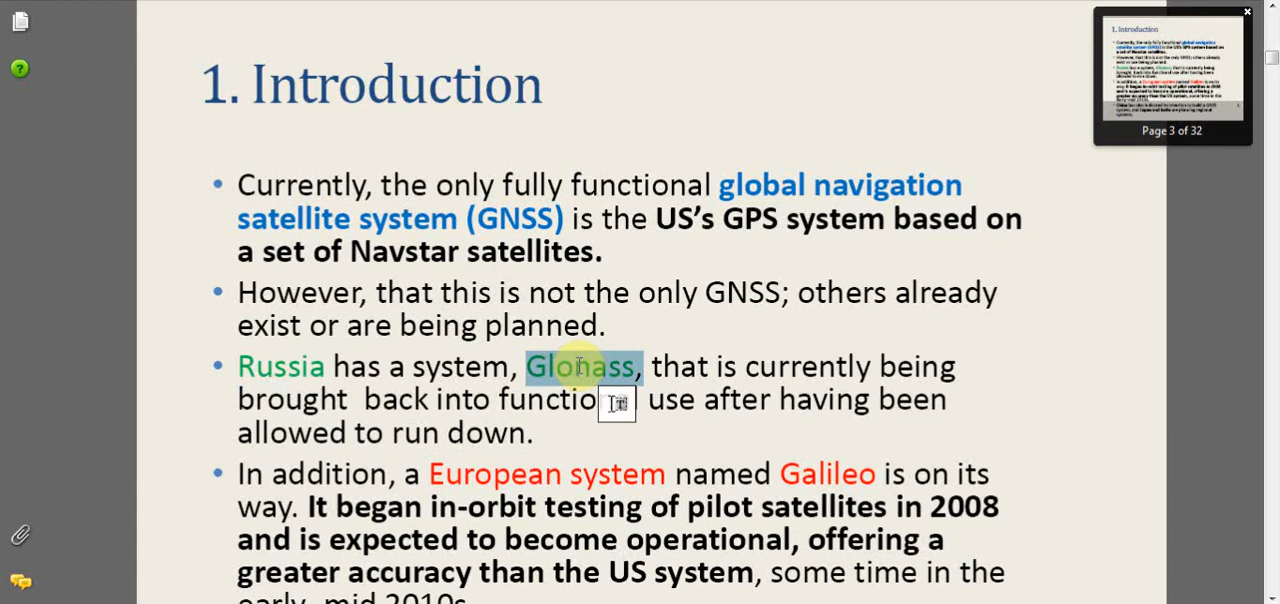 1. Introduction
• Currently, the only fully functional global navigation
satellite system (GNSS) is the US’s GPS system based on
a set of Navstar satellites.
• However, that this is not the only GNSS; others already
exist or are being planned.
• Russia has a system, Glonass, that is currently being
brought back into functio use after having been
allowed to run down.
• In addition, a European system named Galileo is on its
way. It began in-orbit testing of pilot satellites in 2008
and is expected to become operational, offering a
greater accuracy than the US system, some time in the
early-mid 2010s
Page 3 of 32